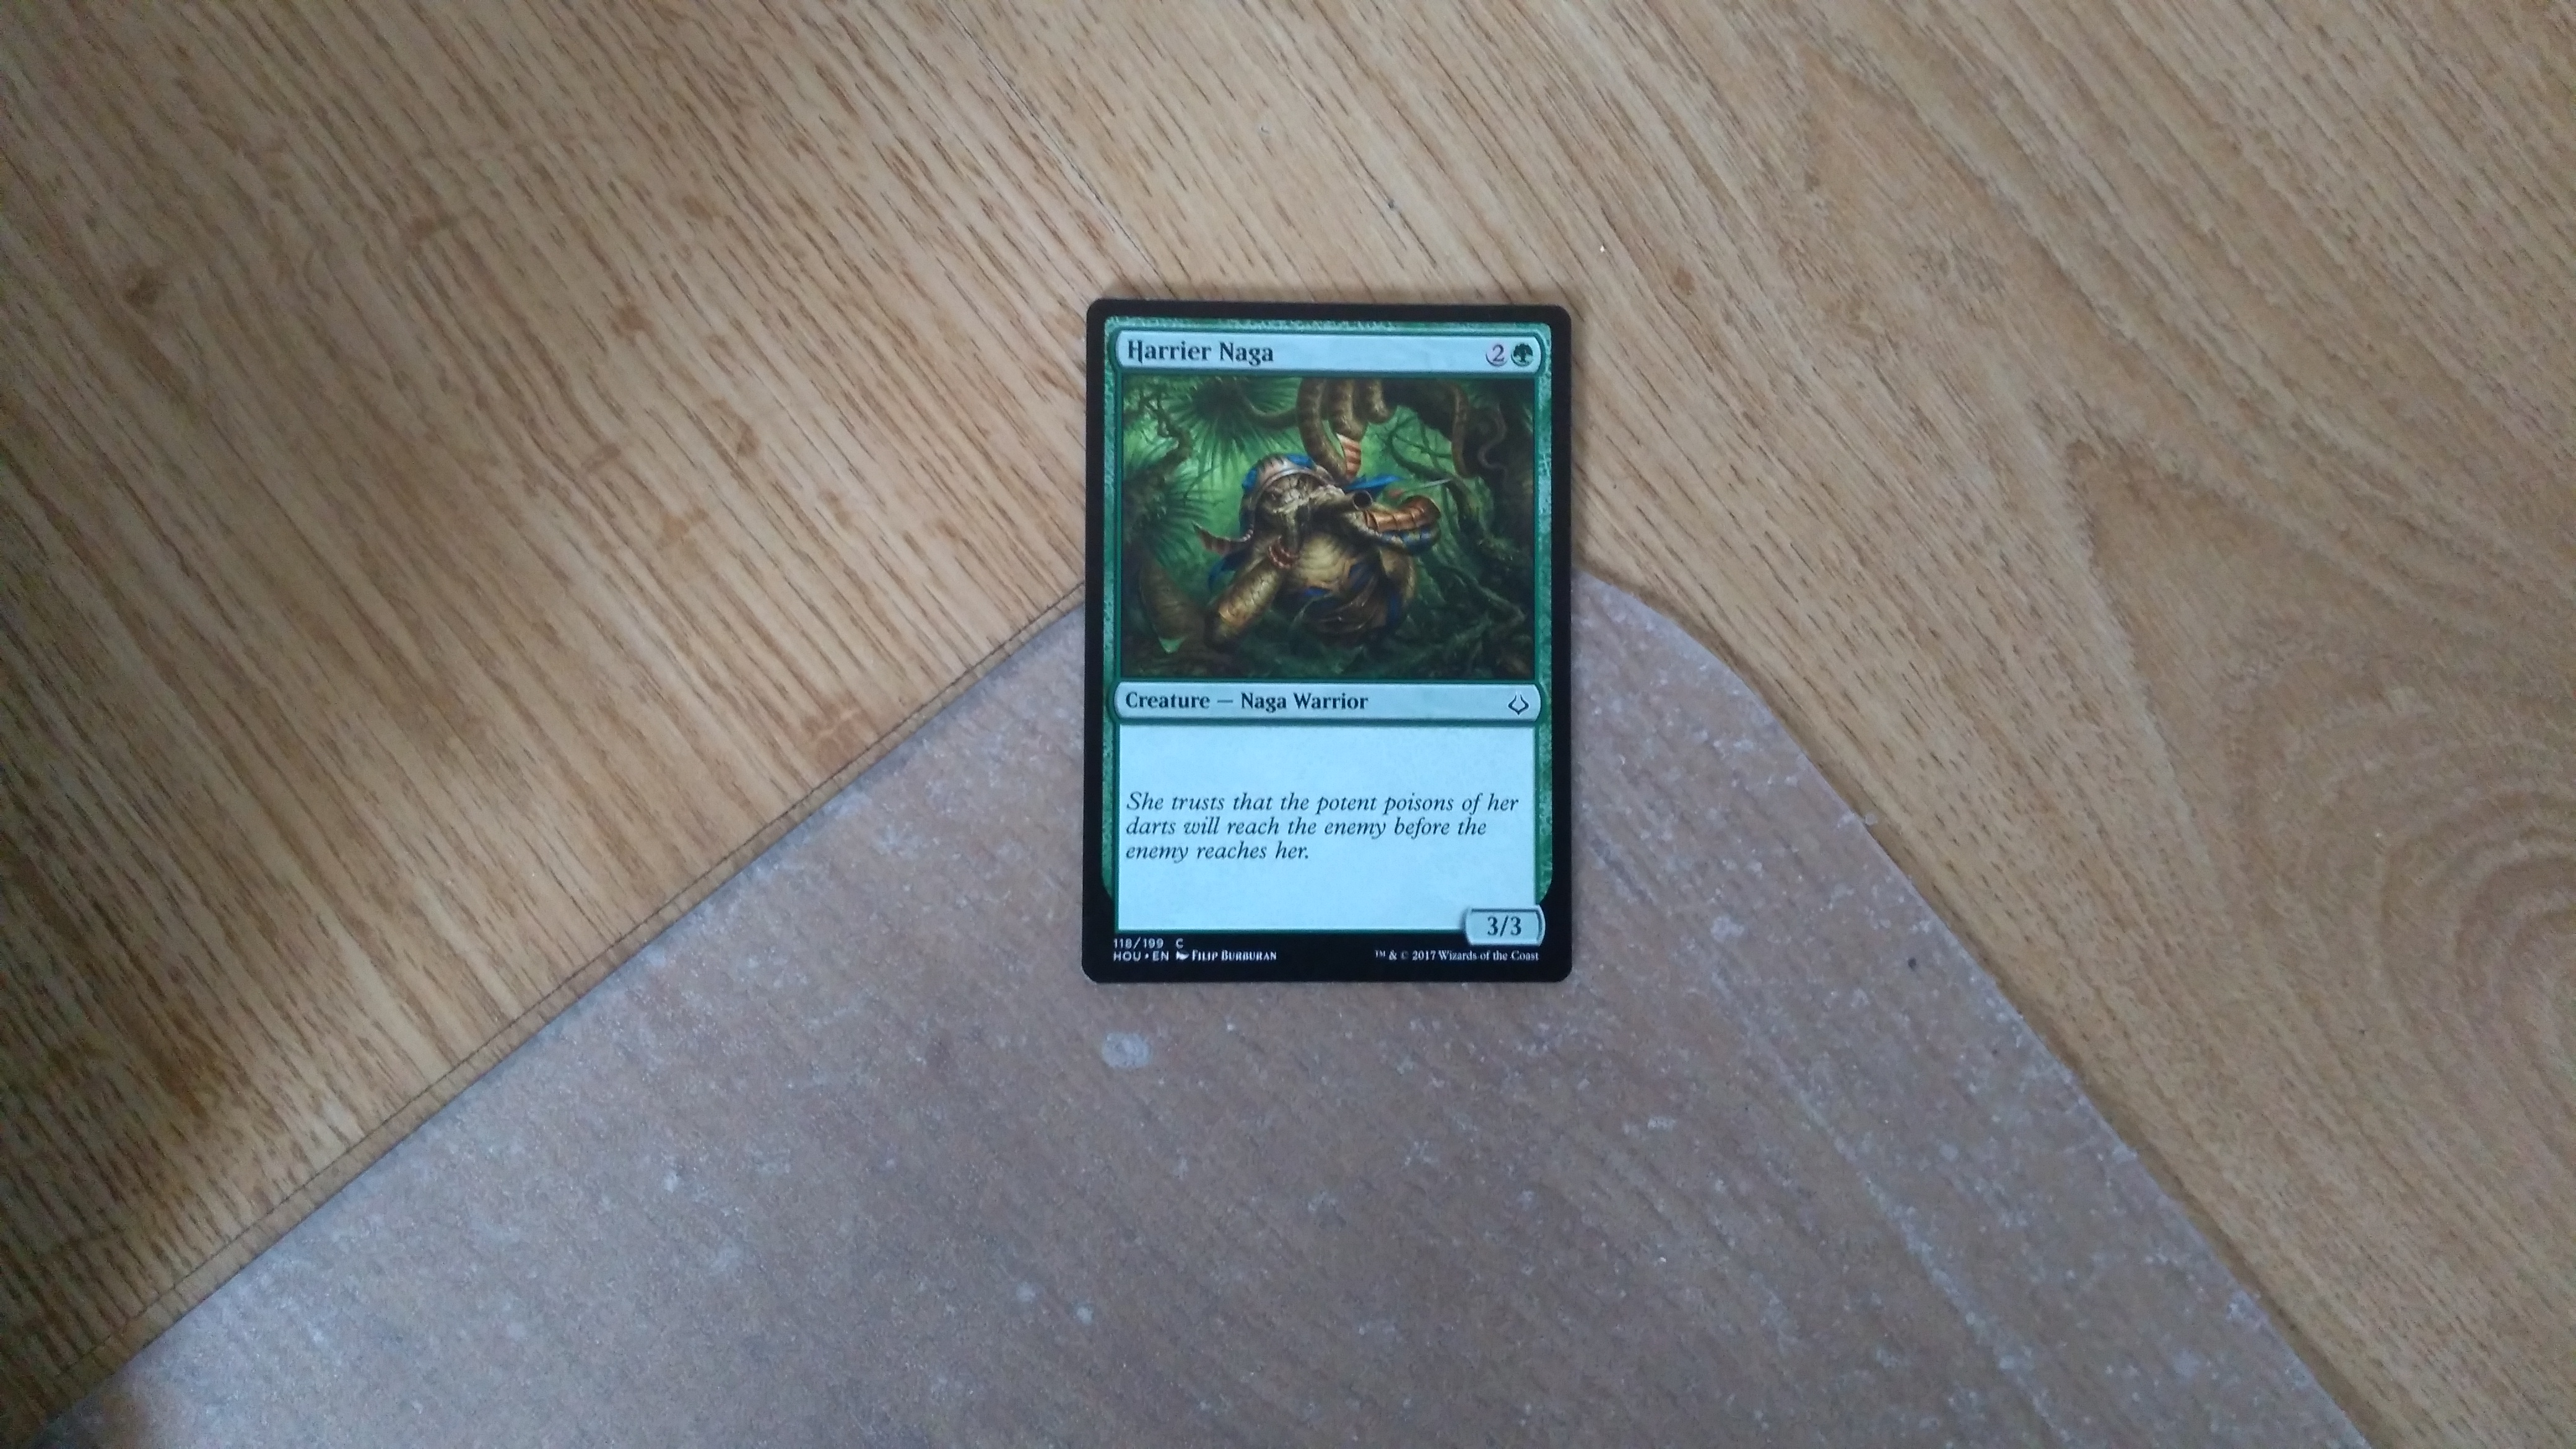 Harrier Naga 2
Creature — Naga Warrior
She trusts that the potent poisons of her
darts will reach the enemy before the
enemy reaches her.
3/3
118/199 C
HOU • EN FILIP BURBURAN
™ & © 2017 Wizards of the Coast